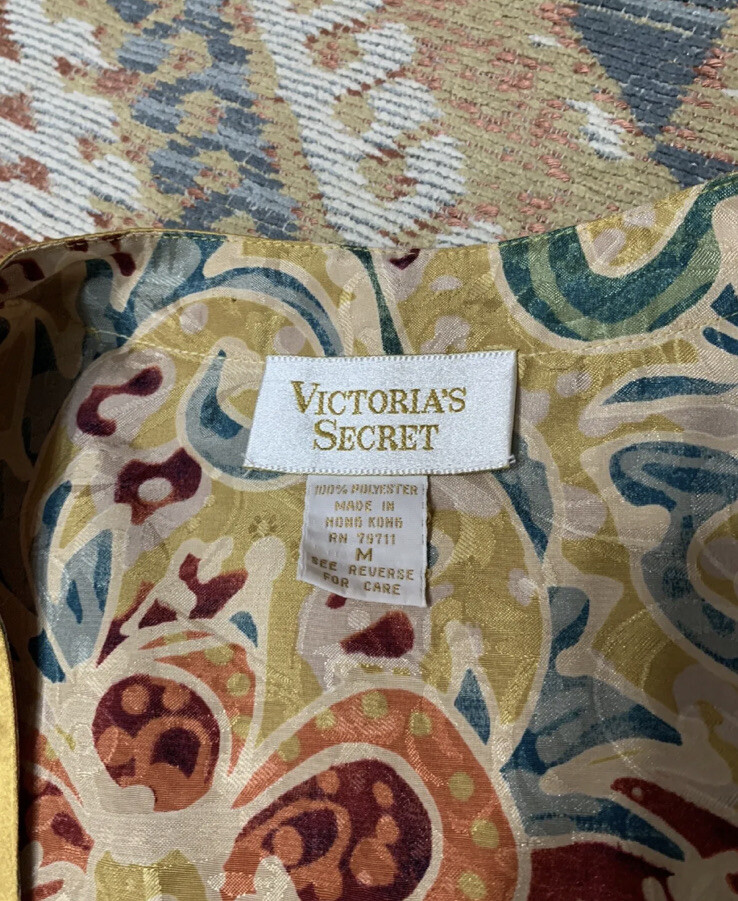 VICTORIA'S
SECRET
100% POLYESTER
MADE IN
HONG KONG
RN 79711
M
SEE REVERSE
FOR CARE